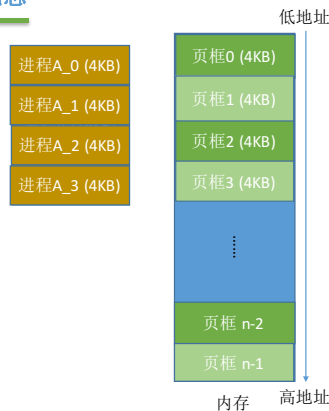 低地址
进程A_0 (4KB)
进程A_1 (4KB)
进程A_2 (4KB)
进程A_3 (4KB)
页框0 (4KB)
页框1 (4KB)
页框2 (4KB)
页框3 (4KB)
……
页框 n-2
页框 n-1
内存
高地址